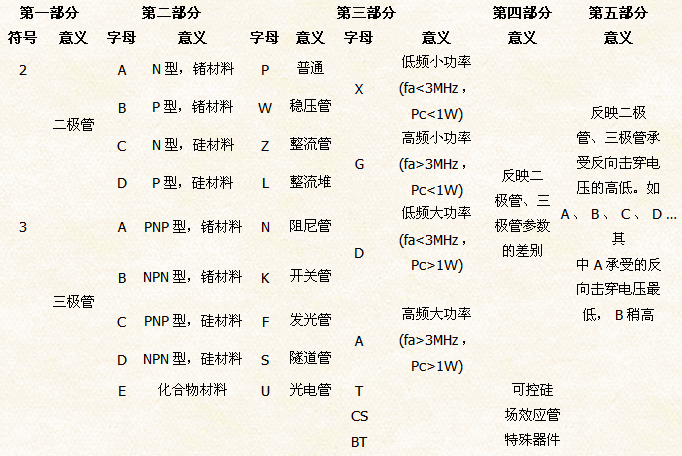 第一部分 第二部分 第三部分 第四部分 第五部分
符号 意义 字母 意义 字母 意义 字母 意义 意义 意义
2 二极管
A N 型，锗材料 P 普通
B P 型，锗材料 W 稳压管
C N 型，硅材料 Z 整流管
D P 型，硅材料 L 整流堆
3 三极管
A PNP 型，锗材料 N 阻尼管
B NPN 型，锗材料 K 开关管
C PNP 型，硅材料 F 发光管
D NPN 型，硅材料 S 隧道管
E 化合物材料 U 光电管
X
低频小功率
(fa<3MHz，
Pc<1W)
G
高频小功率
(fa>3MHz，
Pc<1W)
D
低频大功率
(fa<3MHz，
Pc>1W)
A
高频大功率
(fa>3MHz，
Pc>1W)
T 可控硅
CS 场效应管
BT 特殊器件
反映二
极管、三
极管参数
的差别
反映二极
管、三极管承
受反向击穿电
压的高低。如
A、B、C、D…
其
中 A 承受的反
向击穿电压最
低， B 稍高